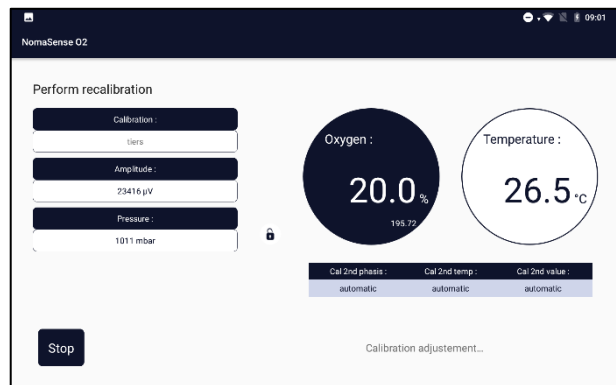 09:01
NomaSense O2
Perform recalibration
Calibration :
tiers
Amplitude :
23416 µV
Pressure :
1011 mbar
Oxygen :
20.0 %
195.72
Temperature :
26.5 °C
Cal 2nd phasis : Cal 2nd temp : Cal 2nd value :
automatic automatic automatic
Stop
Calibration adjustement...